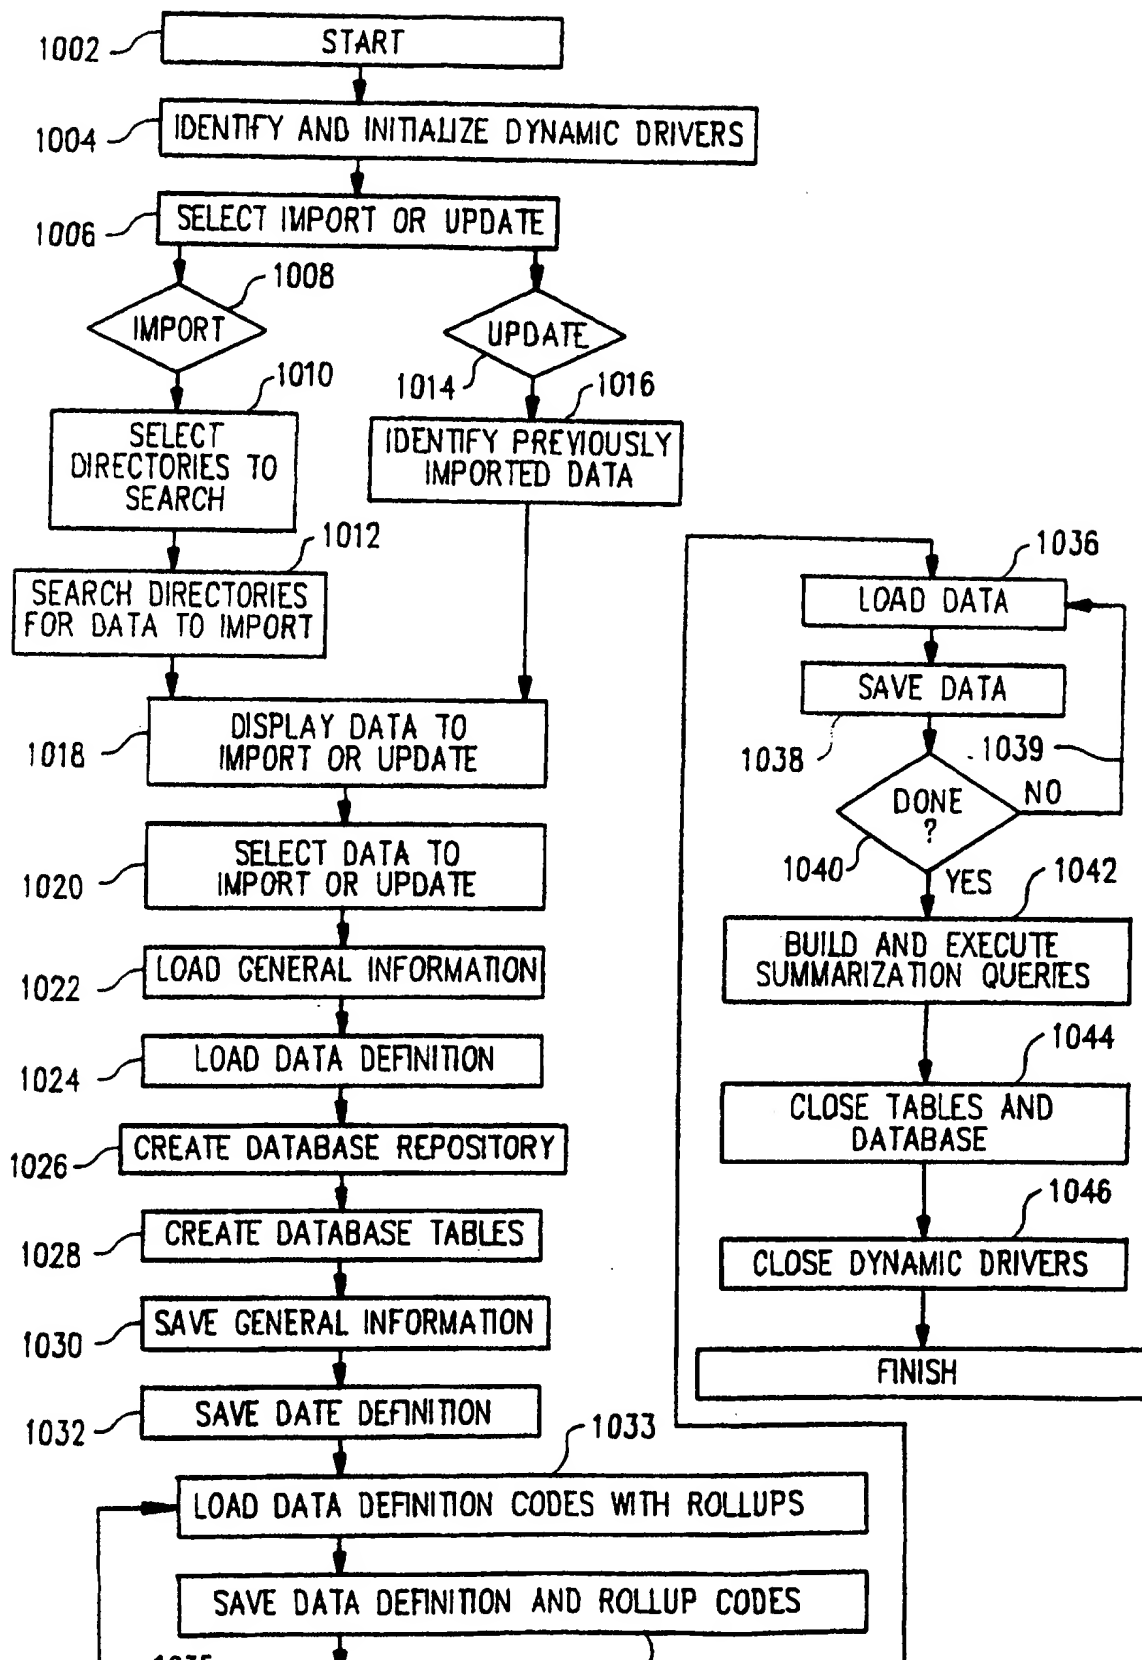 1002
START
1004
IDENTIFY AND INITIALIZE DYNAMIC DRIVERS
1006
SELECT IMPORT OR UPDATE
1008
IMPORT
UPDATE
1014
1010
SELECT
DIRECTORIES TO
SEARCH
1016
IDENTIFY PREVIOUSLY
IMPORTED DATA
1012
SEARCH DIRECTORIES
FOR DATA TO IMPORT
1018
DISPLAY DATA TO
IMPORT OR UPDATE
1020
SELECT DATA TO
IMPORT OR UPDATE
1022
LOAD GENERAL INFORMATION
1024
LOAD DATA DEFINITION
1026
CREATE DATABASE REPOSITORY
1028
CREATE DATABASE TABLES
1030
SAVE GENERAL INFORMATION
1032
SAVE DATE DEFINITION
1033
LOAD DATA DEFINITION CODES WITH ROLLUPS
SAVE DATA DEFINITION AND ROLLUP CODES
1036
LOAD DATA
SAVE DATA
1038
1039
DONE
?
NO
1040
YES
1042
BUILD AND EXECUTE
SUMMARIZATION QUERIES
1044
CLOSE TABLES AND
DATABASE
1046
CLOSE DYNAMIC DRIVERS
FINISH